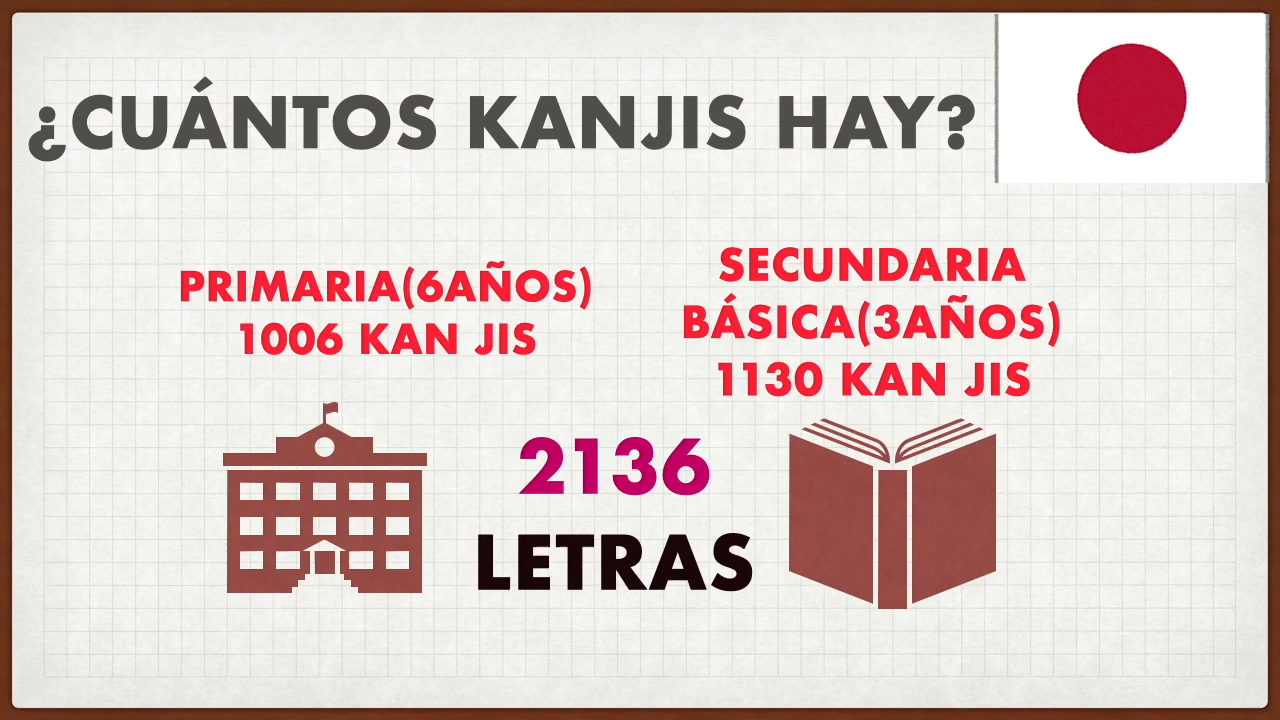 ¿CUÁNTOS KANJIS HAY?
PRIMARIA(6AÑOS)
1006 KAN JIS
SECUNDARIA
BÁSICA(3AÑOS)
1130 KAN JIS
2136
LETRAS